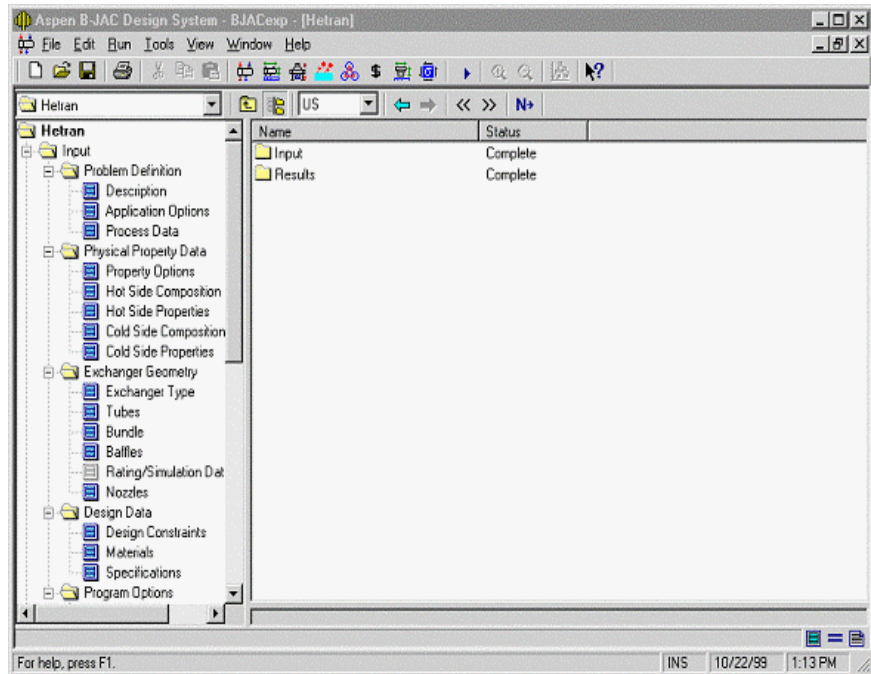 Aspen B-JAC Design System - BJACexp - [Hetran]
File Edit Run Tools View Window Help
$
Hetran US N
Hetran
Input
Problem Definition
Description
Application Options
Process Data
Physical Property Data
Property Options
Hot Side Composition
Hot Side Properties
Cold Side Composition
Cold Side Properties
Exchanger Geometry
Exchanger Type
Tubes
Bundle
Baffles
Rating/Simulation Dat
Nozzles
Design Data
Design Constraints
Materials
Specifications
Program Options
Name Status
Input Complete
Results Complete
For help, press F1. INS 10/22/99 1:13 PM